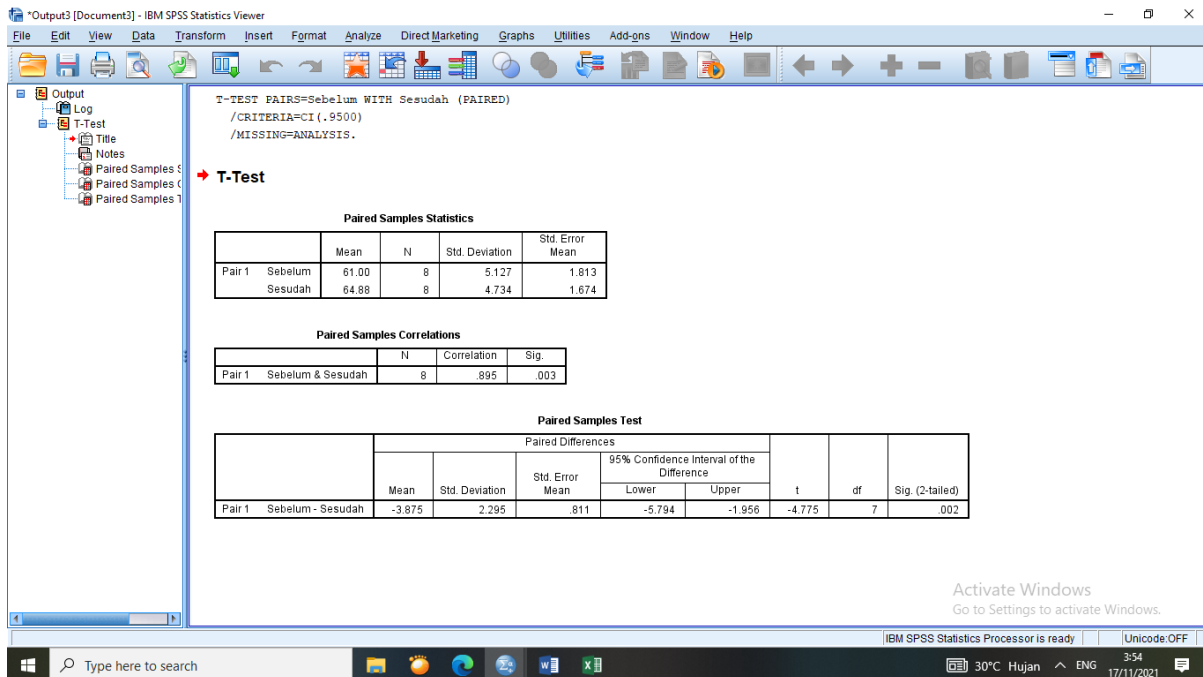 *Output3 [Document3] - IBM SPSS Statistics Viewer
File Edit View Data Transform Insert Format Analyze Direct Marketing Graphs Utilities Add-ons Window Help
Output
Log
T-Test
Title
Notes
Paired Samples S
Paired Samples C
Paired Samples T
T-TEST PAIRS=Sebelum WITH Sesudah (PAIRED)
/CRITERIA=CI(.9500)
/MISSING=ANALYSIS.
T-Test
Paired Samples Statistics
Mean N Std. Deviation Std. Error Mean
Pair 1 Sebelum 61.00 8 5.127 1.813
Sesudah 64.88 8 4.734 1.674
Paired Samples Correlations
N Correlation Sig.
Pair 1 Sebelum & Sesudah 8 .895 .003
Paired Samples Test
Paired Differences
95% Confidence Interval of the Difference
Mean Std. Deviation Std. Error Mean Lower Upper t df Sig. (2-tailed)
Pair 1 Sebelum - Sesudah -3.875 2.295 .811 -5.794 -1.956 -4.775 7 .002
Activate Windows
Go to Settings to activate Windows.
IBM SPSS Statistics Processor is ready Unicode:OFF
Type here to search
30°C Hujan ENG
3:54
17/11/2021